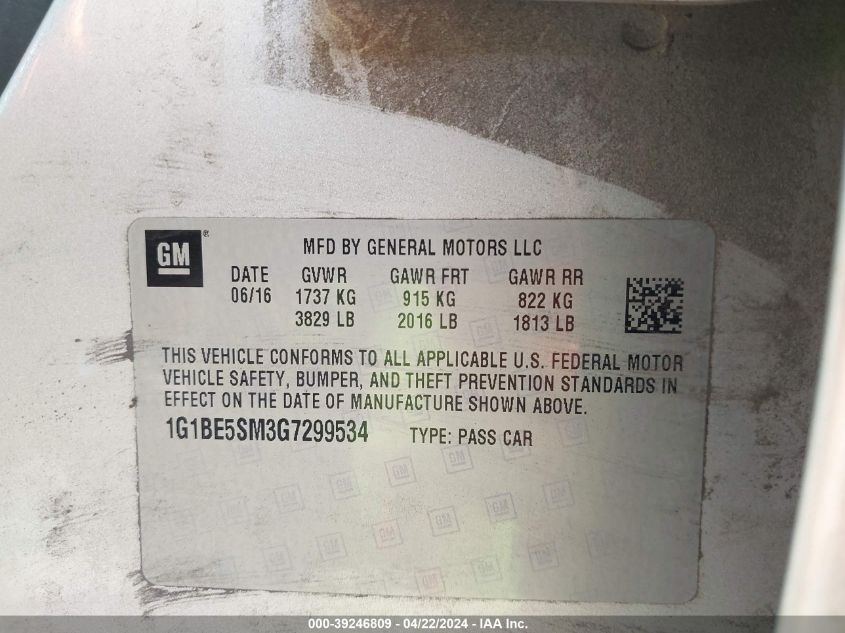 GM ®
MFD BY GENERAL MOTORS LLC
DATE GVWR GAWR FRT GAWR RR
06/16 1737 KG 915 KG 822 KG
3829 LB 2016 LB 1813 LB
THIS VEHICLE CONFORMS TO ALL APPLICABLE U.S. FEDERAL MOTOR
VEHICLE SAFETY, BUMPER, AND THEFT PREVENTION STANDARDS IN
EFFECT ON THE DATE OF MANUFACTURE SHOWN ABOVE.
1G1BE5SM3G7299534 TYPE: PASS CAR
000-39246809 - 04/22/2024 - IAA Inc.